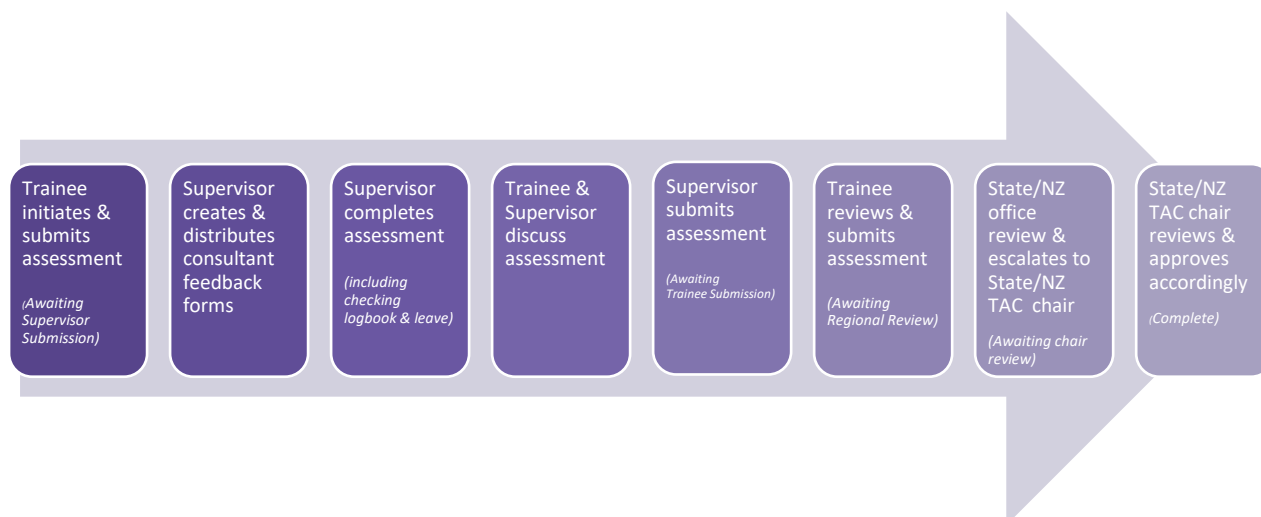 Trainee
initiates &
submits
assessment
(Awaiting
Supervisor
Submission)
Supervisor
creates &
distributes
consultant
feedback
forms
Supervisor
completes
assessment
(including
checking
logbook & leave)
Trainee &
Supervisor
discuss
assessment
Supervisor
submits
assessment
(Awaiting
Trainee Submission)
Trainee
reviews &
submits
assessment
(Awaiting
Regional Review)
State/NZ
office
review &
escalates to
State/NZ
TAC chair
(Awaiting chair
review)
State/NZ
TAC chair
reviews &
approves
accordingly
(Complete)